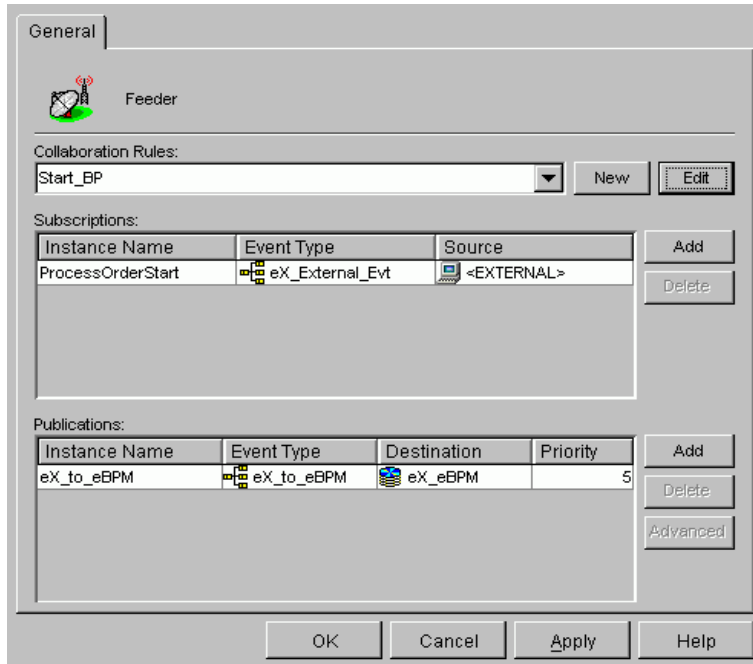 General
Feeder
Collaboration Rules:
Start_BP New Edit
Subscriptions:
Instance Name Event Type Source Add
ProcessOrderStart eX_External_Evt <EXTERNAL>
Delete
Publications:
Instance Name Event Type Destination Priority Add
eX_to_eBPM eX_to_eBPM eX_eBPM 5
Delete
Advanced
OK Cancel Apply Help